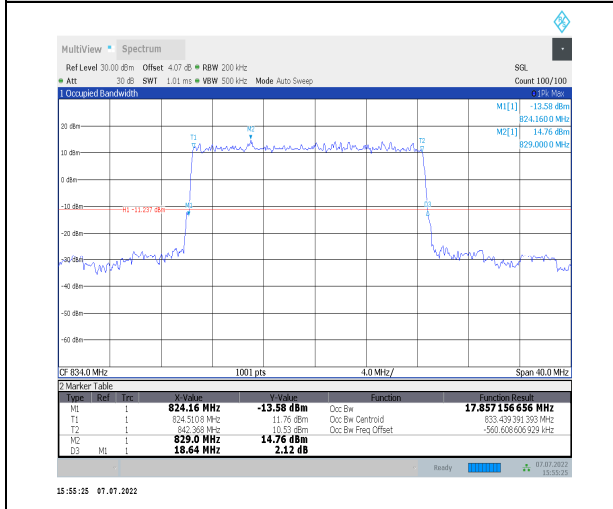 MultiView Spectrum
Ref Level 30.00 dBm Offset 4.07 dB RBW 200 kHz SGL
Att 30 dB SWT 1.01 ms VBW 500 kHz Mode Auto Sweep Count 100/100
1 Occupied Bandwidth 1Pk Max
M1[1] -13.58 dBm
824.160 0 MHz
M2[1] 14.76 dBm
829.000 0 MHz
20 dBm
M2
T1
T2
10 dBm
0 dBm
-10 dBm
M1
D3
H1 -11.237 dBm
-20 dBm
-30 dBm
-40 dBm
-50 dBm
-60 dBm
CF 834.0 MHz 1001 pts 4.0 MHz/ Span 40.0 MHz
2 Marker Table
Type Ref Trc X-Value Y-Value Function Function Result
M1 1 824.16 MHz -13.58 dBm Occ Bw 17.857 156 656 MHz
T1 1 824.510 8 MHz 11.76 dBm Occ Bw Centroid 833.439 391 393 MHz
T2 1 842.368 MHz 10.53 dBm Occ Bw Freq Offset -560.608 606 929 kHz
M2 1 829.0 MHz 14.76 dBm
D3 M1 1 18.64 MHz 2.12 dB
Ready 07.07.2022
15:55:25
15:55:25 07.07.2022